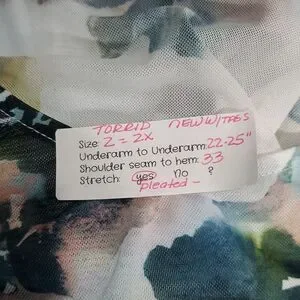 TORRID NEW W/TAGS
Size: 2 = 2X
Underarm to Underarm: 22.25"
Shoulder seam to hem: 33
Stretch: yes No ?
pleated -